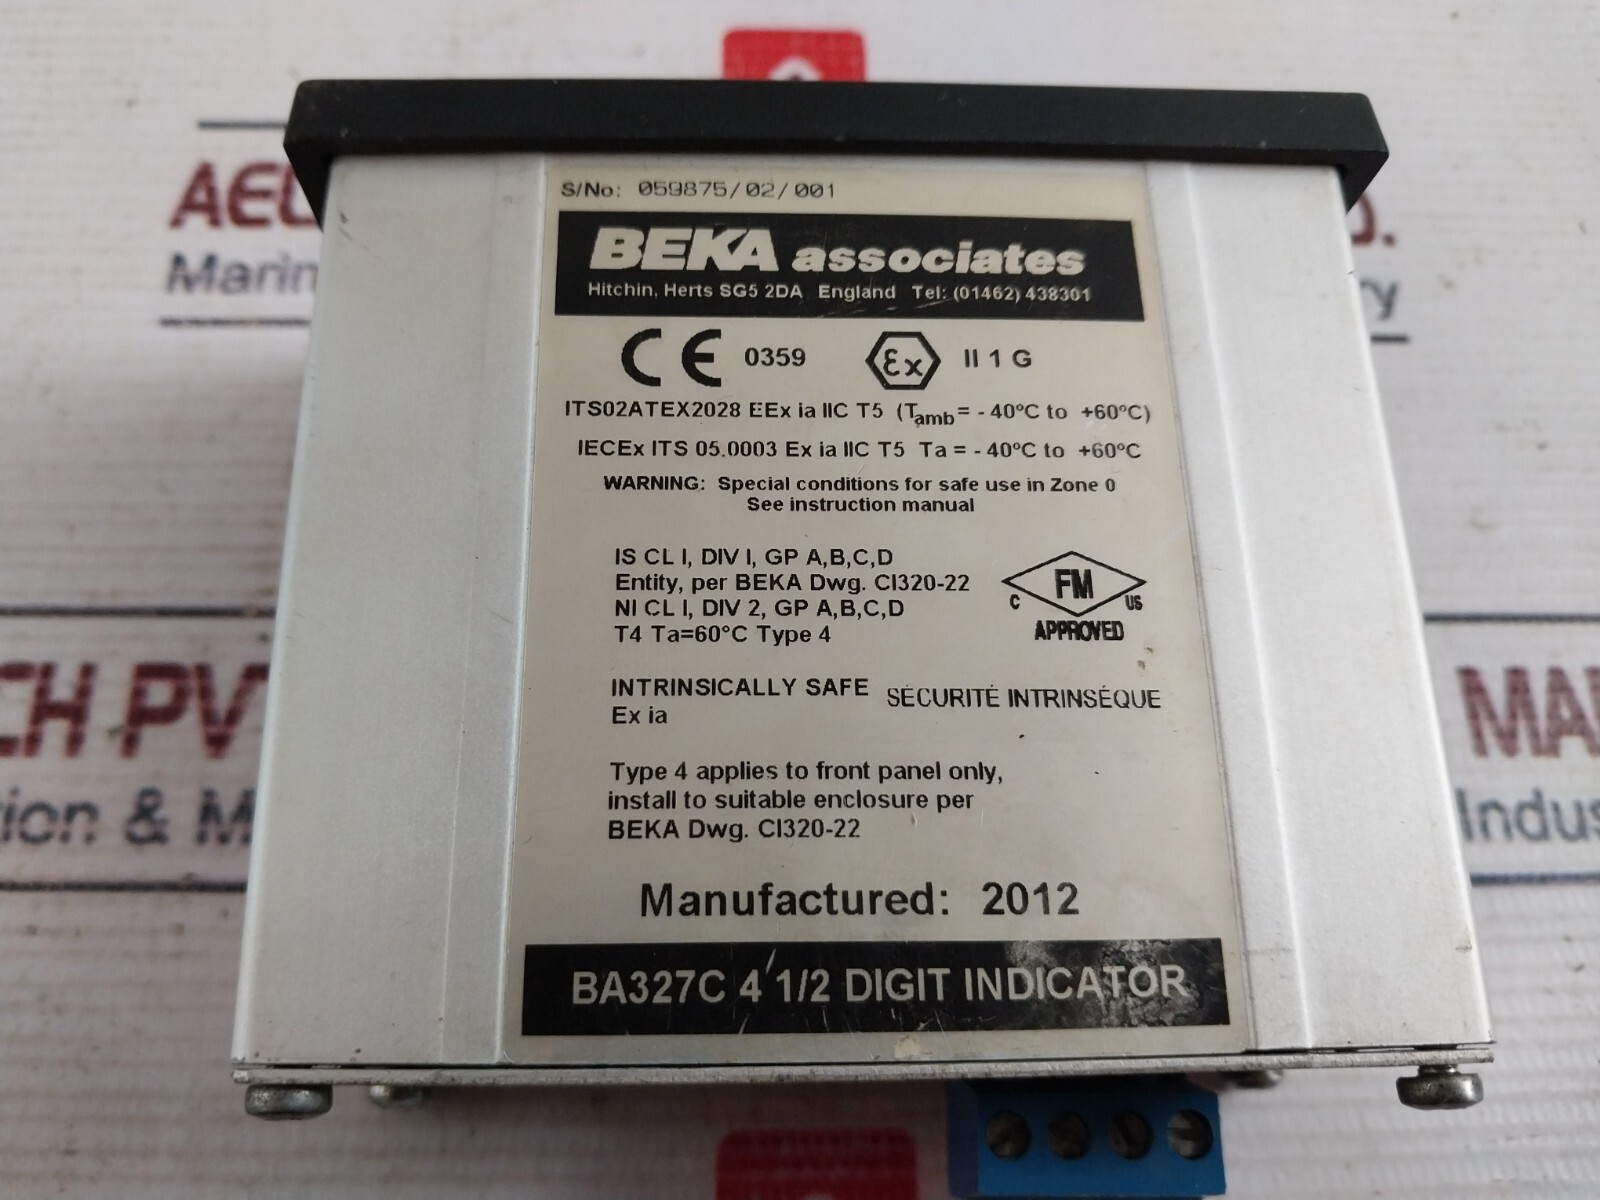 S/No: 059875/02/001
BEKA associates
Hitchin, Herts SG5 2DA England Tel: (01462) 438301
CE 0359 Ex II 1 G
ITS02ATEX2028 EEx ia IIC T5 (Tamb = - 40°C to +60°C)
IECEx ITS 05.0003 Ex ia IIC T5 Ta = - 40°C to +60°C
WARNING: Special conditions for safe use in Zone 0
See instruction manual
IS CL I, DIV I, GP A,B,C,D
Entity, per BEKA Dwg. CI320-22
NI CL I, DIV 2, GP A,B,C,D
T4 Ta=60°C Type 4
C FM US
APPROVED
INTRINSICALLY SAFE SÉCURITÉ INTRINSÉQUE
Ex ia
Type 4 applies to front panel only,
install to suitable enclosure per
BEKA Dwg. CI320-22
Manufactured: 2012
BA327C 4 1/2 DIGIT INDICATOR